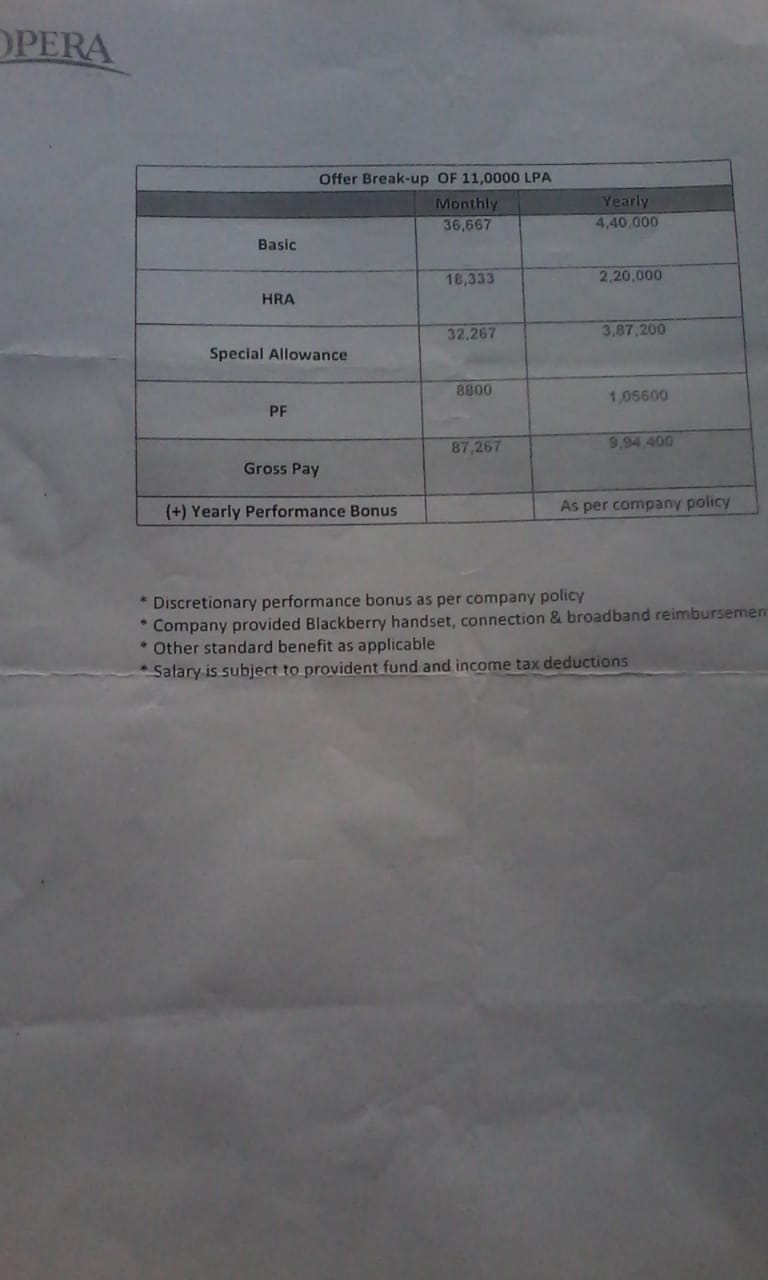 OPERA
Offer Break-up OF 11,0000 LPA
Monthly Yearly
Basic 36,667 4,40,000
HRA 18,333 2,20,000
Special Allowance 32,267 3,87,200
PF 8800 1,05600
Gross Pay 87,267 9,94,400
(+) Yearly Performance Bonus As per company policy
* Discretionary performance bonus as per company policy
* Company provided Blackberry handset, connection & broadband reimbursemen
* Other standard benefit as applicable
* Salary is subject to provident fund and income tax deductions